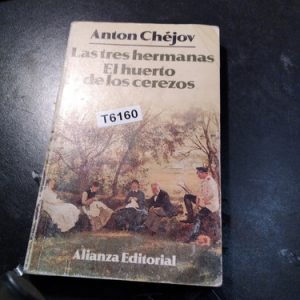 Anton Chéjov
Las tres hermanas
El huerto
de los cerezos
T6160
Alianza Editorial